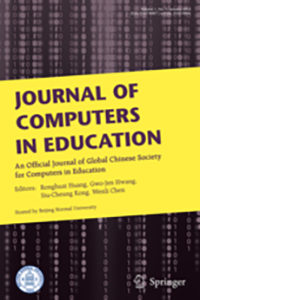 JOURNAL OF
COMPUTERS
IN EDUCATION
An Official Journal of Global Chinese Society
for Computers in Education
Editors: Ronghuai Huang, Gwo-Jen Hwang,
Siu-Cheung Kong, Wenli Chen
Hosted by Beijing Normal University
Springer